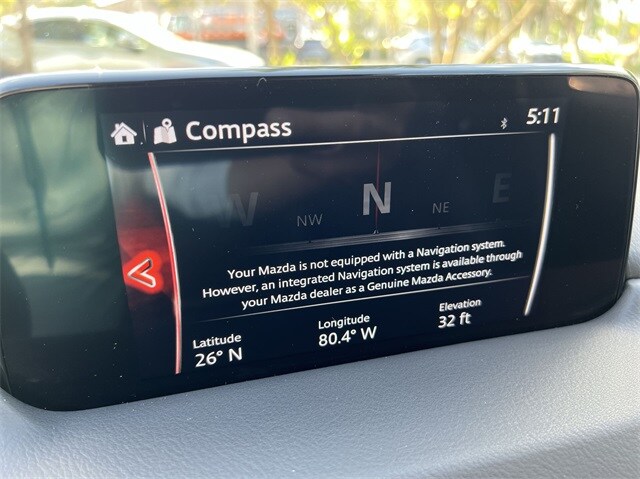 Compass
5:11
W NW N NE E
Your Mazda is not equipped with a Navigation system.
However, an integrated Navigation system is available through
your Mazda dealer as a Genuine Mazda Accessory.
Latitude Longitude Elevation
26° N 80.4° W 32 ft